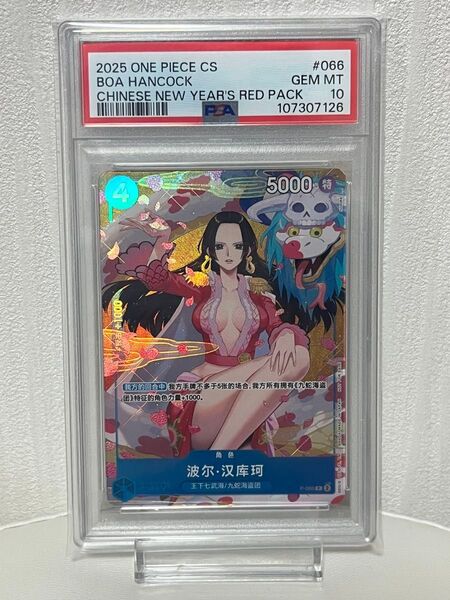 2025 ONE PIECE CS #066
BOA HANCOCK GEM MT
CHINESE NEW YEAR'S RED PACK 10
PSA 107307126
4
5000 特
+1000
我方的回合中 我方手牌不多于5张的场合,我方所有拥有《九蛇海盗
团》特征的角色力量+1000。
角色
波尔·汉库珂
王下七武海/九蛇海盗团